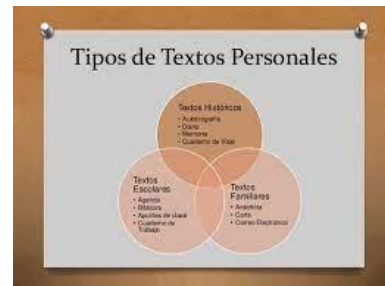 Tipos de Textos Personales
Textos Históricos
• Autobiografía
• Diario
• Memoria
• Cuaderno de Viaje
Textos
Escolares
• Agenda
• Bitácora
• Apuntes de clase
• Cuaderno de
Trabajo
Textos
Familiares
• Anécdota
• Carta
• Correo Electrónico